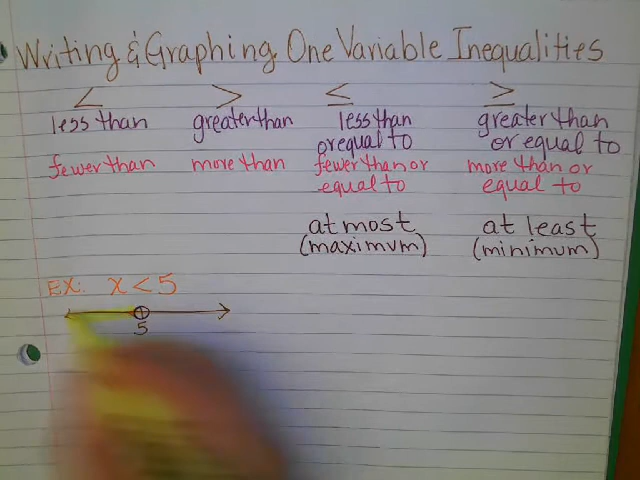 Writing & Graphing One Variable Inequalities
< > ≤ ≥
less than greater than less than greater than
or equal to or equal to
fewer than more than fewer than or more than or
equal to equal to
at most at least
(maximum) (minimum)
EX: x < 5
5